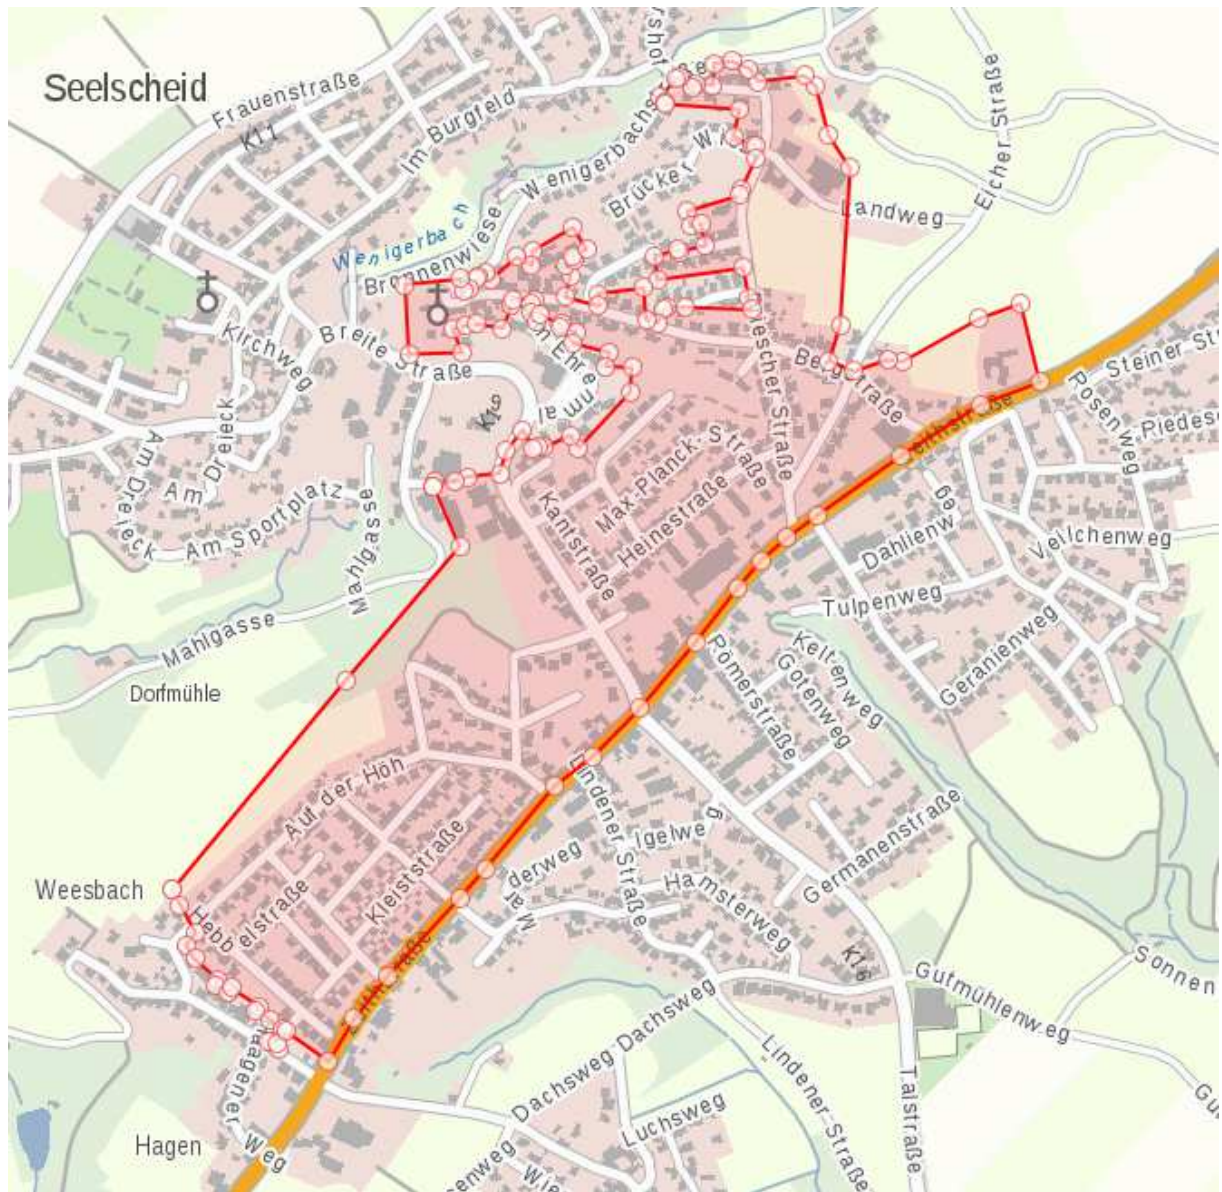 Seelscheid
Frauenstraße
K11
Im Burgfeld
Wenigerbachstraße
Eicher Straße
Brücker
Landweg
Wenigerbach
Brunnenwiese
Kirchweg
Breite Straße
Bergstraße
Steiner
Rosenweg
Am Dreieck
Am Dreieck
Am Sportplatz
Mahlgasse
Mahlgasse
Dorfmühle
K16
Kantstraße
Max-Planck-Straße
Heinestraße
Dahlienweg
Veilchenweg
Tulpenweg
Geranienweg
Keltenweg
Gotenweg
Römerstraße
Germanenstraße
Auf der Höh
Kleiststraße
Hebbelstraße
Weesbach
Lindener Straße
Marderweg
Igelweg
Hamsterweg
K16
Gutmühlenweg
Sonnen
Dachsweg
Dachsweg
Lindener Straße
Luchsweg
Talstraße
Hagener Weg
Hagen